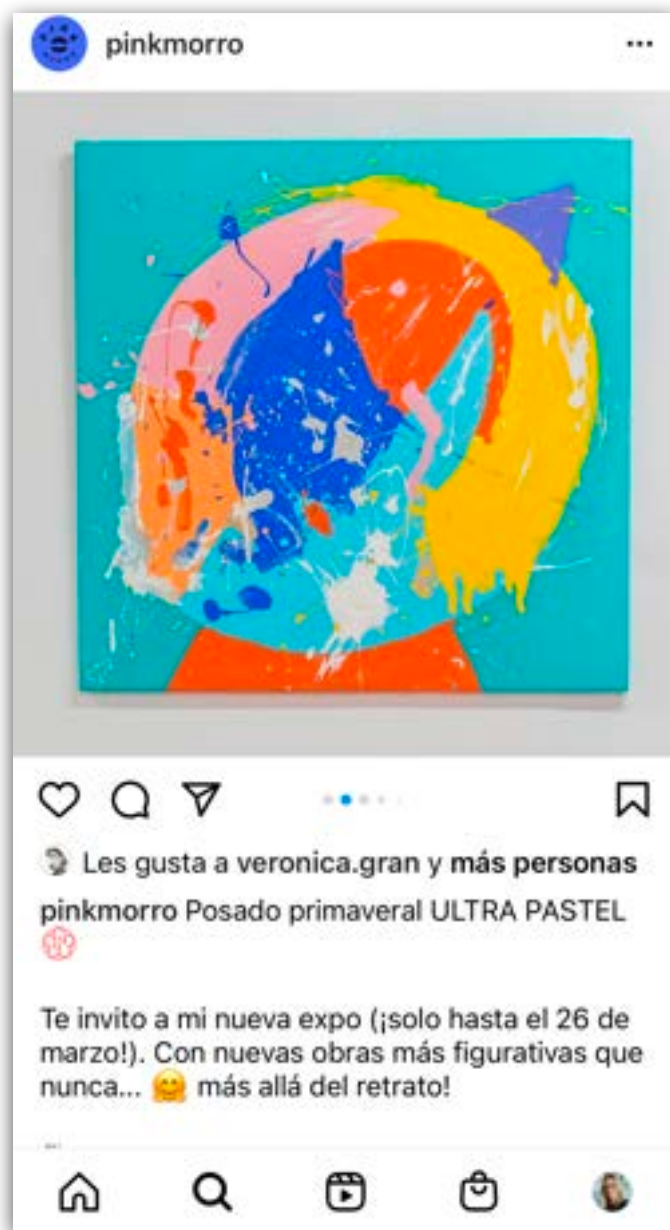 pinkmorro
Les gusta a veronica.gran y más personas
pinkmorro Posado primaveral ULTRA PASTEL
Te invito a mi nueva expo (¡solo hasta el 26 de
marzo!). Con nuevas obras más figurativas que
nunca... 🤗 más allá del retrato!